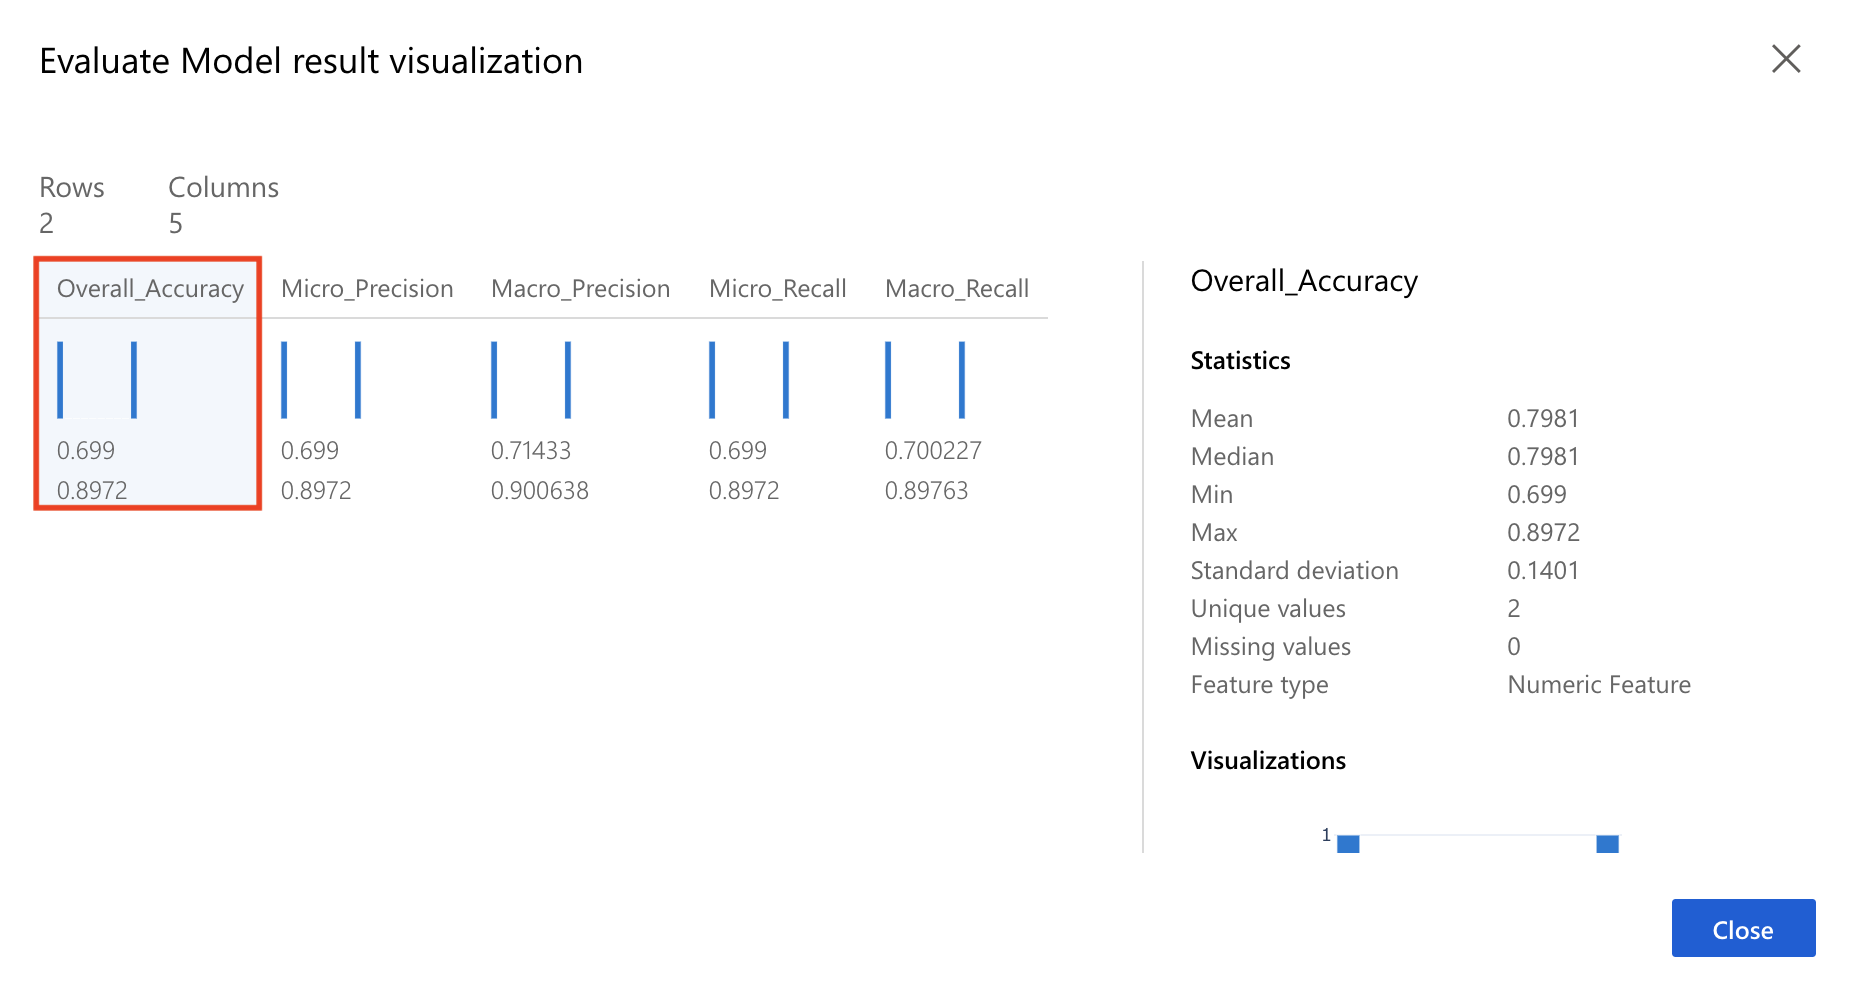 Evaluate Model result visualization
Rows Columns
2 5
Overall_Accuracy Micro_Precision Macro_Precision Micro_Recall Macro_Recall
0.699 0.699 0.71433 0.699 0.700227
0.8972 0.8972 0.900638 0.8972 0.89763
Overall_Accuracy
Statistics
Mean 0.7981
Median 0.7981
Min 0.699
Max 0.8972
Standard deviation 0.1401
Unique values 2
Missing values 0
Feature type Numeric Feature
Visualizations
1
Close